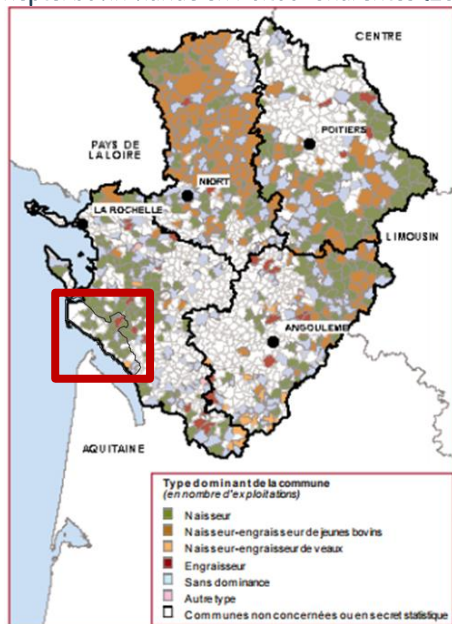 CENTRE
PAYS DE
LA LOIRE
POITIERS
NIORT
LA ROCHELLE
LIMOUSIN
ANGOULEME
AQUITAINE
Type dominant de la commune
(en nombre d'exploitations)
Naisseur
Naisseur-engraisseur de jeunes bovins
Naisseur-engraisseur de veaux
Engraisseur
Sans dominance
Autre type
Communes non concernées ou en secret statistique